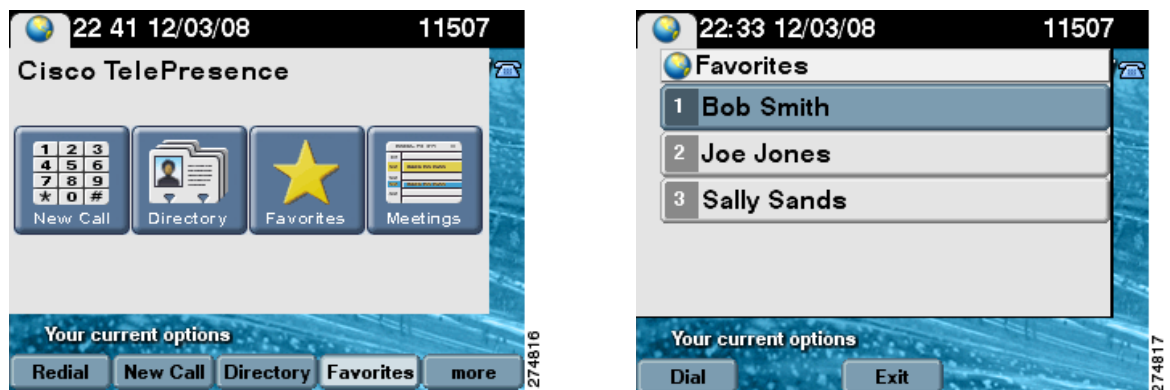 22 41 12/03/08 11507
Cisco TelePresence
1 2 3
4 5 6
7 8 9
* 0 #
New Call Directory Favorites Meetings
Your current options
Redial New Call Directory Favorites more
274816
22:33 12/03/08 11507
Favorites
1 Bob Smith
2 Joe Jones
3 Sally Sands
Your current options
Dial Exit
74817